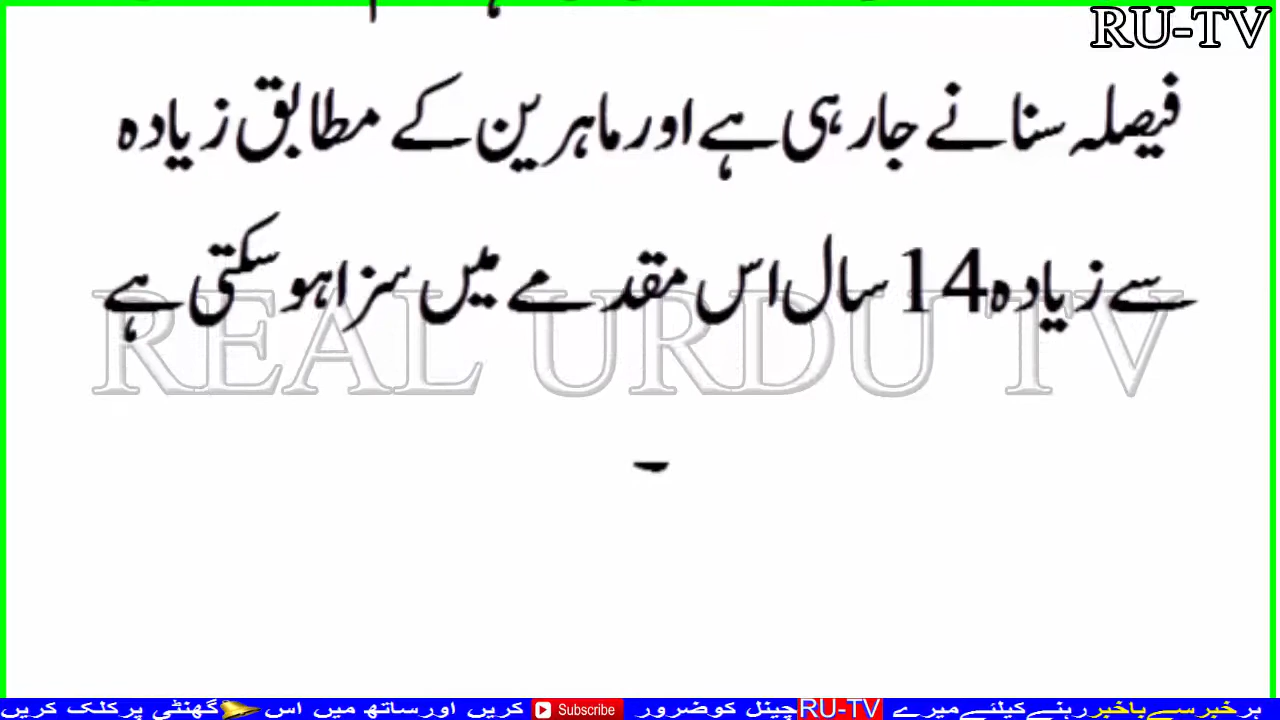 RU-TV
فیصلہ سنانے جارہی ہے اور ماہرین کے مطابق زیادہ
سے زیادہ 14 سال اس مقدمے میں سزا ہو سکتی ہے
REAL URDU TV
۔
ہر خبر سے باخبر رہنے کیلئے میرے RU-TV چینل کو ضرور Subscribe کریں اور ساتھ میں اس گھنٹی پر کلک کریں